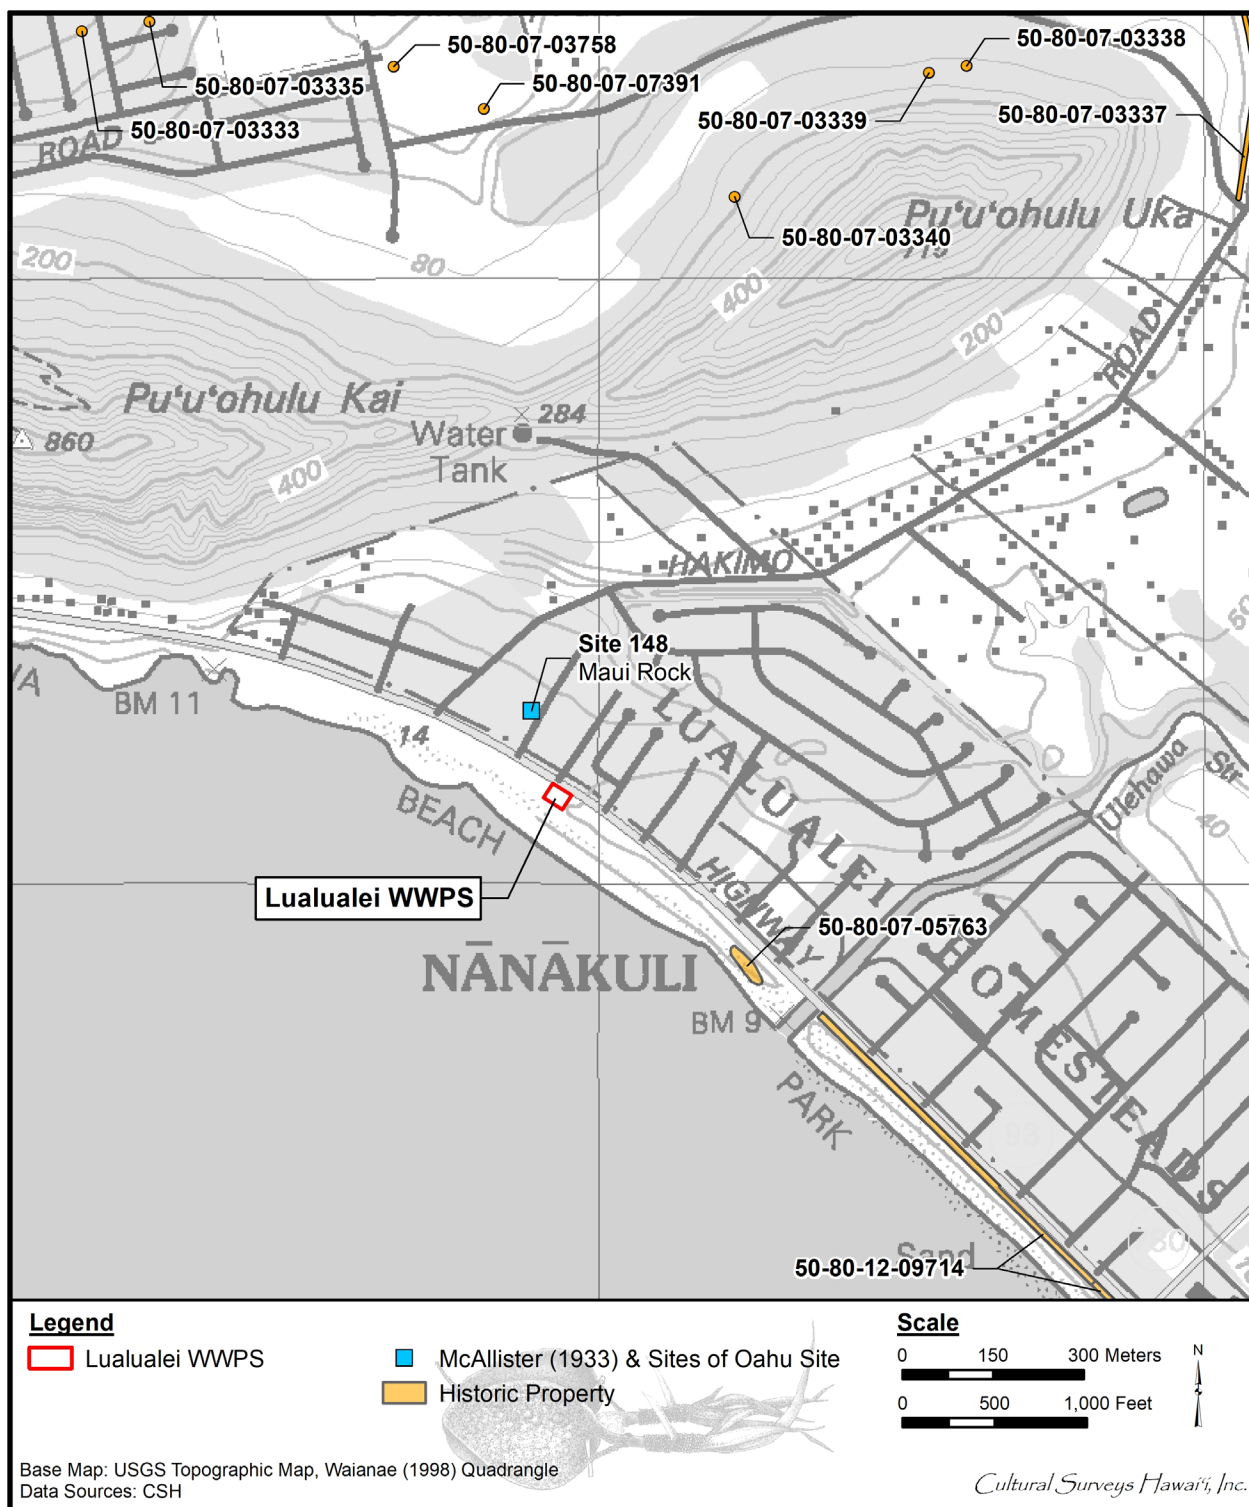 50-80-07-03758
50-80-07-03338
50-80-07-03335
50-80-07-07391
50-80-07-03339
50-80-07-03337
50-80-07-03333
ROAD
Pu'u'ohulu Uka
50-80-07-03340
80
200
400
200
ROAD
Pu'u'ohulu Kai
284
Water
Tank
860
400
HAKIMO
50
Site 148
Maui Rock
BM 11
14
LUALUALEI HOMESTEADS
Ulehawa Str
40
BEACH
HIGHWAY
Lualualei WWPS
50-80-07-05763
NĀNĀKULI
BM 9
PARK
Sand
50-80-12-09714
Legend
Lualualei WWPS
McAllister (1933) & Sites of Oahu Site
Historic Property
Scale
0 150 300 Meters
0 500 1,000 Feet
N
Base Map: USGS Topographic Map, Waianae (1998) Quadrangle
Data Sources: CSH
Cultural Surveys Hawai'i, Inc.